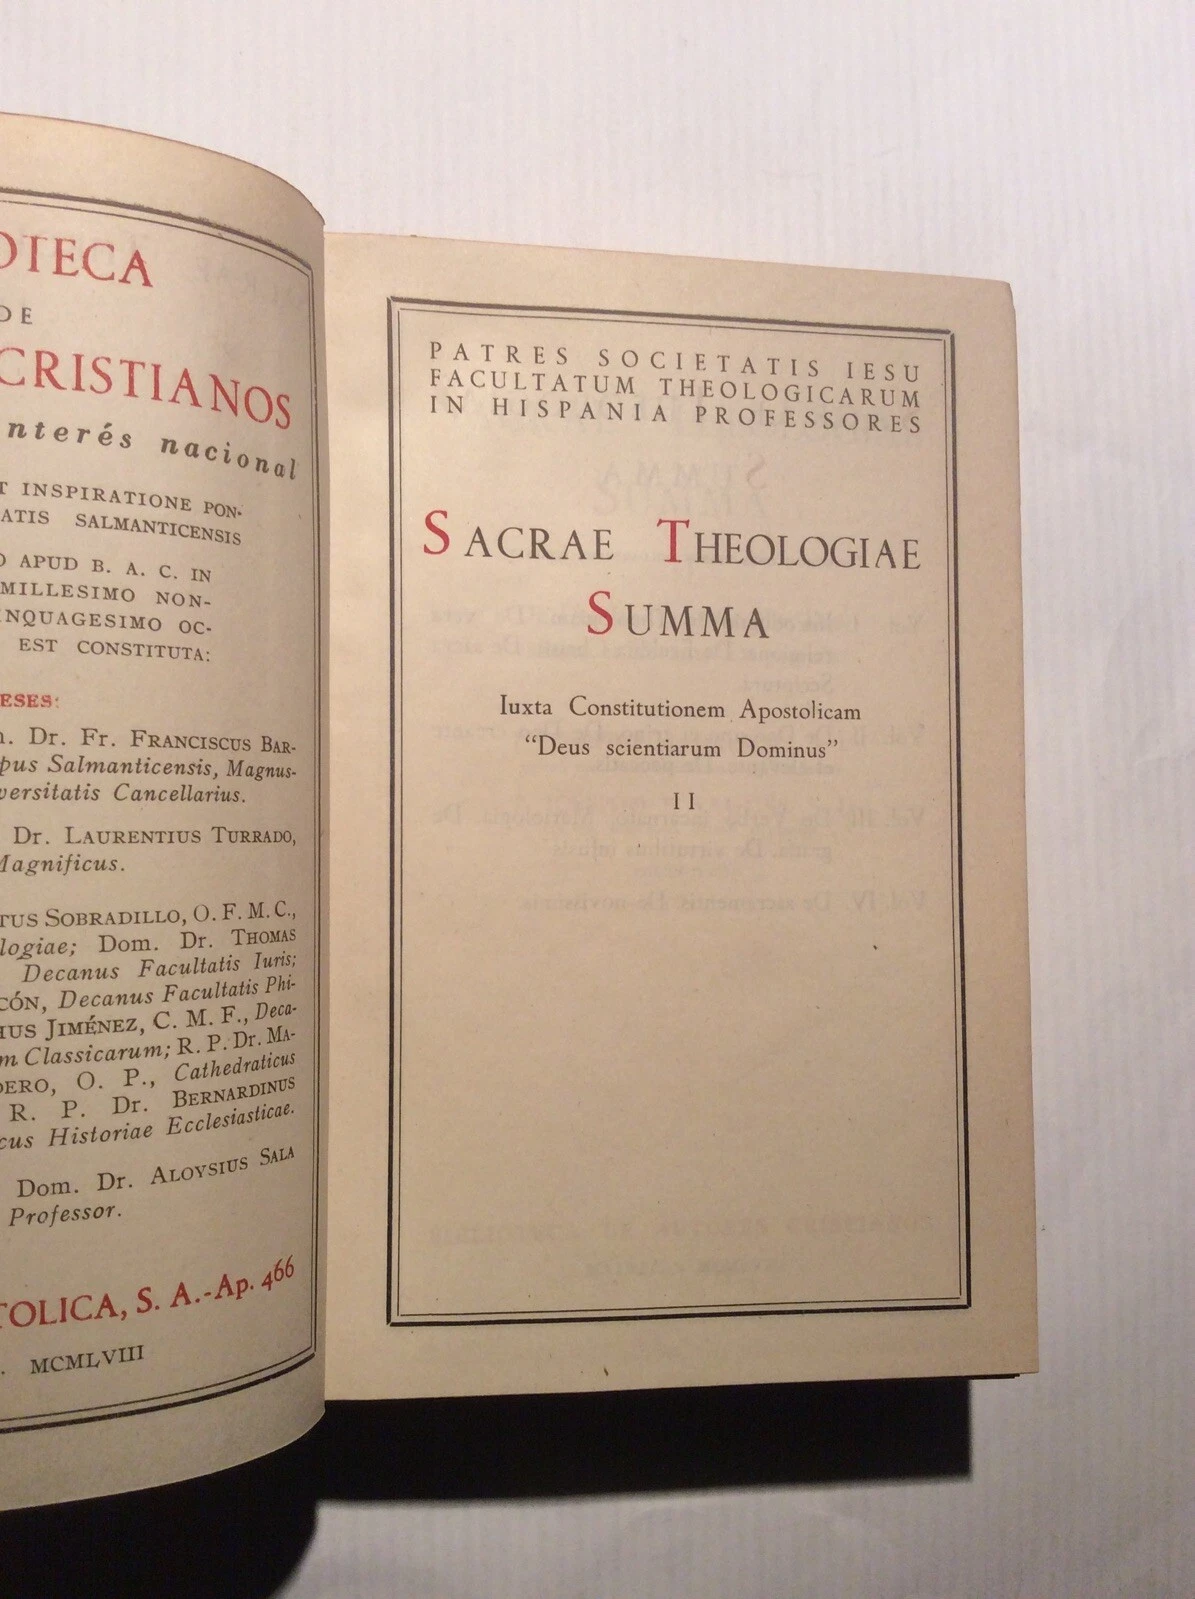 OTECA
DE
CRISTIANOS
nterés nacional
T INSPIRATIONE PON-
ATIS SALMANTICENSIS
O APUD B. A. C. IN
MILLESIMO NON-
INQUAGESIMO OC-
EST CONSTITUTA:
ESES:
n. Dr. Fr. FRANCISCUS BAR-
pus Salmanticensis, Magnus-
versitatis Cancellarius.
Dr. LAURENTIUS TURRADO,
Magnificus.
TUS SOBRADILLO, O. F. M. C.,
logiae; Dom. Dr. THOMAS
Decanus Facultatis Iuris;
CÓN, Decanus Facultatis Phi-
IUS JIMÉNEZ, C. M. F., Deca-
m Classicarum; R. P. Dr. MA-
DERO, O. P., Cathedraticus
R. P. Dr. BERNARDINUS
cus Historiae Ecclesiasticae.
Dom. Dr. ALOYSIUS SALA
Professor.
TOLICA, S. A.-Ap. 466
. MCMLVIII
PATRES SOCIETATIS IESU
FACULTATUM THEOLOGICARUM
IN HISPANIA PROFESSORES
SACRAE THEOLOGIAE
SUMMA
Iuxta Constitutionem Apostolicam
“Deus scientiarum Dominus”
II